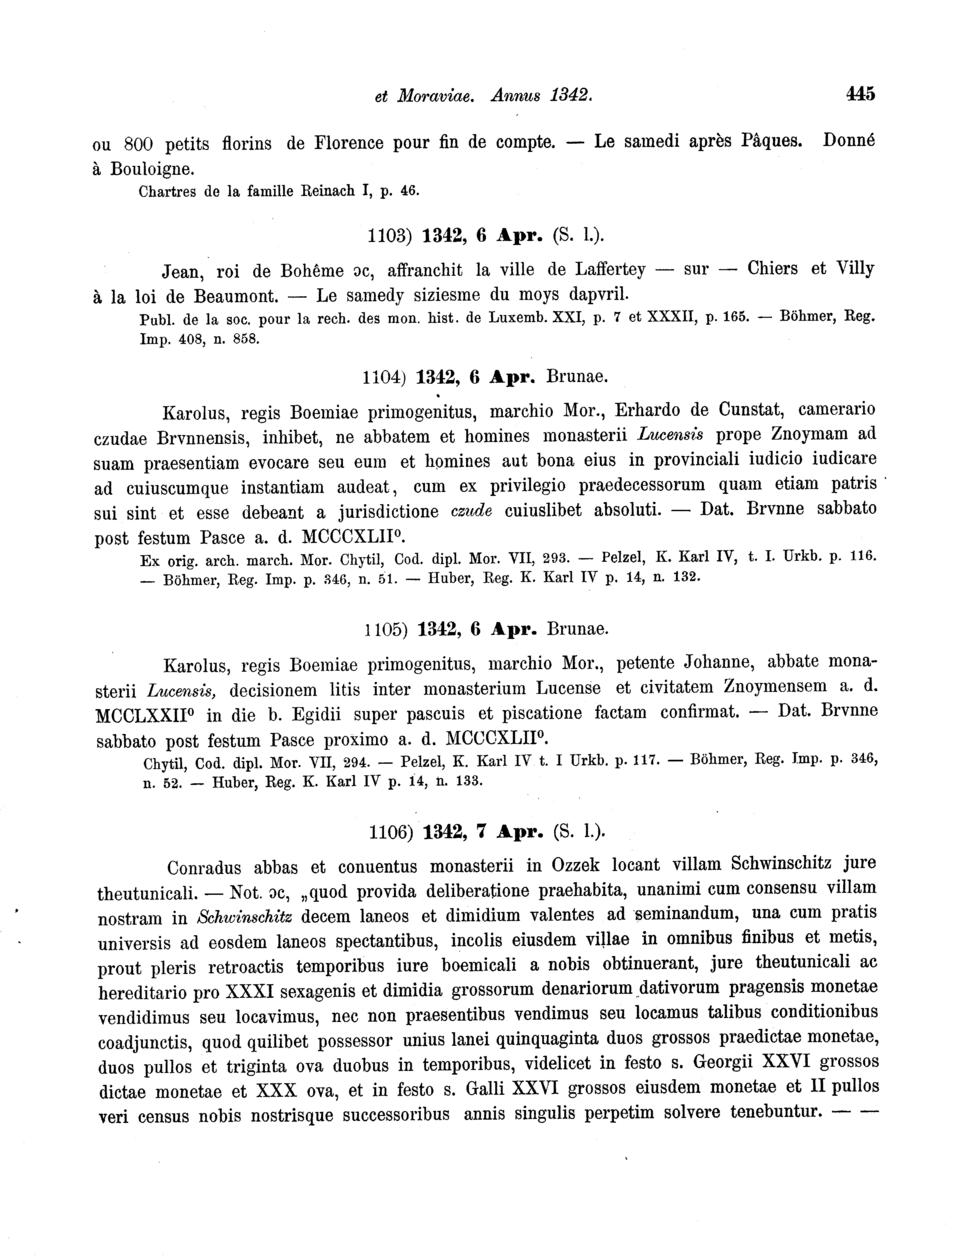 et Moraviae. Annus 1342. 445
ou 800 petits florins de Florence pour fin de compte. — Le samedi après Pâques. Donné
à Bouloigne.
Chartres de la famille Reinach I, p. 46.
1103) 1342, 6 Apr. (S. l.).
Jean, roi de Bohême ɔc, affranchit la ville de Laffertey — sur — Chiers et Villy
à la loi de Beaumont. — Le samedy siziesme du moys dapvril.
Publ. de la soc. pour la rech. des mon. hist. de Luxemb. XXI, p. 7 et XXXII, p. 165. — Böhmer, Reg.
Imp. 408, n. 858.
1104) 1342, 6 Apr. Brunae.
Karolus, regis Boemiae primogenitus, marchio Mor., Erhardo de Cunstat, camerario
czudae Brvnnensis, inhibet, ne abbatem et homines monasterii Lucensis prope Znoymam ad
suam praesentiam evocare seu eum et homines aut bona eius in provinciali iudicio iudicare
ad cuiuscumque instantiam audeat, cum ex privilegio praedecessorum quam etiam patris
sui sint et esse debeant a jurisdictione czude cuiuslibet absoluti. — Dat. Brvnne sabbato
post festum Pasce a. d. MCCCXLIIº.
Ex orig. arch. march. Mor. Chytil, Cod. dipl. Mor. VII, 293. — Pelzel, K. Karl IV, t. I. Urkb. p. 116.
— Böhmer, Reg. Imp. p. 346, n. 51. — Huber, Reg. K. Karl IV p. 14, n. 132.
1105) 1342, 6 Apr. Brunae.
Karolus, regis Boemiae primogenitus, marchio Mor., petente Johanne, abbate mona-
sterii Lucensis, decisionem litis inter monasterium Lucense et civitatem Znoymensem a. d.
MCCLXXIIº in die b. Egidii super pascuis et piscatione factam confirmat. — Dat. Brvnne
sabbato post festum Pasce proximo a. d. MCCCXLIIº.
Chytil, Cod. dipl. Mor. VII, 294. — Pelzel, K. Karl IV t. I Urkb. p. 117. — Böhmer, Reg. Imp. p. 346,
n. 52. — Huber, Reg. K. Karl IV p. 14, n. 133.
1106) 1342, 7 Apr. (S. l.).
Conradus abbas et conuentus monasterii in Ozzek locant villam Schwinschitz jure
theutunicali. — Not. ɔc, „quod provida deliberatione praehabita, unanimi cum consensu villam
nostram in Schwinschitz decem laneos et dimidium valentes ad seminandum, una cum pratis
universis ad eosdem laneos spectantibus, incolis eiusdem villae in omnibus finibus et metis,
prout pleris retroactis temporibus iure boemicali a nobis obtinuerant, jure theutunicali ac
hereditario pro XXXI sexagenis et dimidia grossorum denariorum dativorum pragensis monetae
vendidimus seu locavimus, nec non praesentibus vendimus seu locamus talibus conditionibus
coadjunctis, quod quilibet possessor unius lanei quinquaginta duos grossos praedictae monetae,
duos pullos et triginta ova duobus in temporibus, videlicet in festo s. Georgii XXVI grossos
dictae monetae et XXX ova, et in festo s. Galli XXVI grossos eiusdem monetae et II pullos
veri census nobis nostrisque successoribus annis singulis perpetim solvere tenebuntur. — —